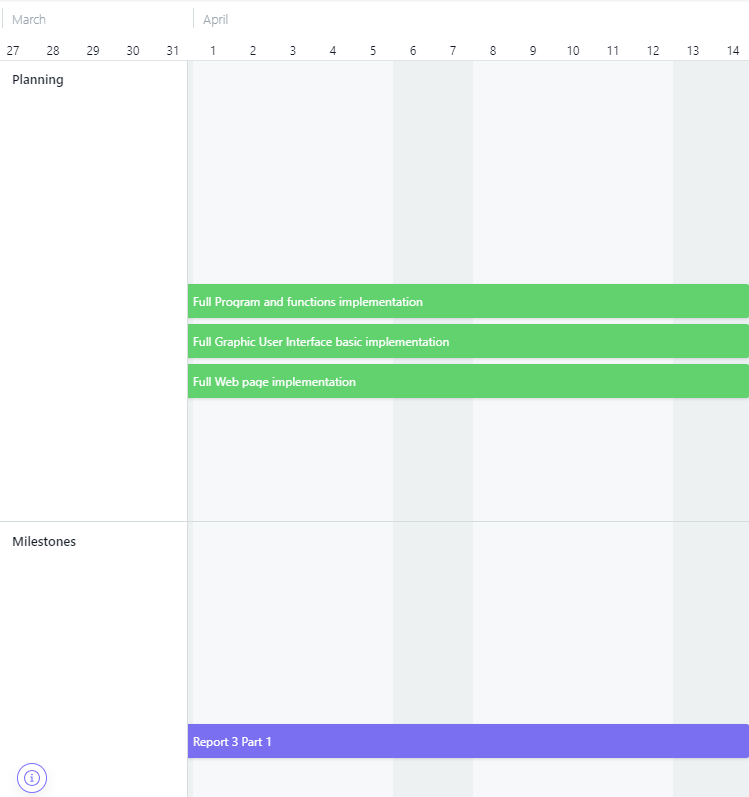 March April
27 28 29 30 31 1 2 3 4 5 6 7 8 9 10 11 12 13 14
Planning
Full Program and functions implementation
Full Graphic User Interface basic implementation
Full Web page implementation
Milestones
Report 3 Part 1